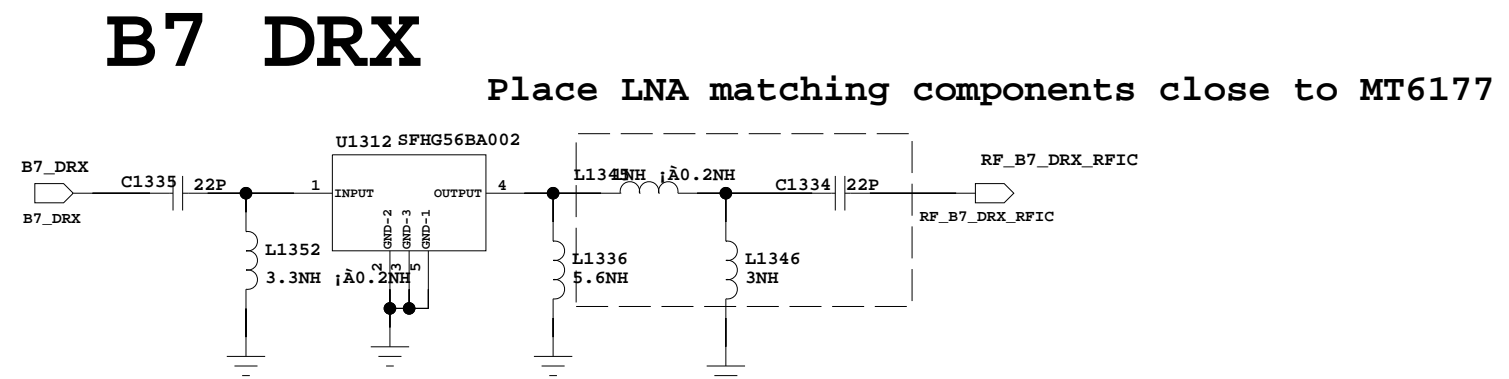 B7 DRX
Place LNA matching components close to MT6177
U1312 SFHG56BA002
B7_DRX
RF_B7_DRX_RFIC
C1335 22P
1 INPUT OUTPUT 4
L1345 1NH ¡À0.2NH
C1334 22P
B7_DRX
RF_B7_DRX_RFIC
GND-2 GND-3 GND-1
2 3 5
L1352
3.3NH ¡À0.2NH
L1336
5.6NH
L1346
3NH